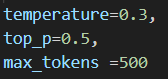 temperature=0.3,
top_p=0.5,
max_tokens =500